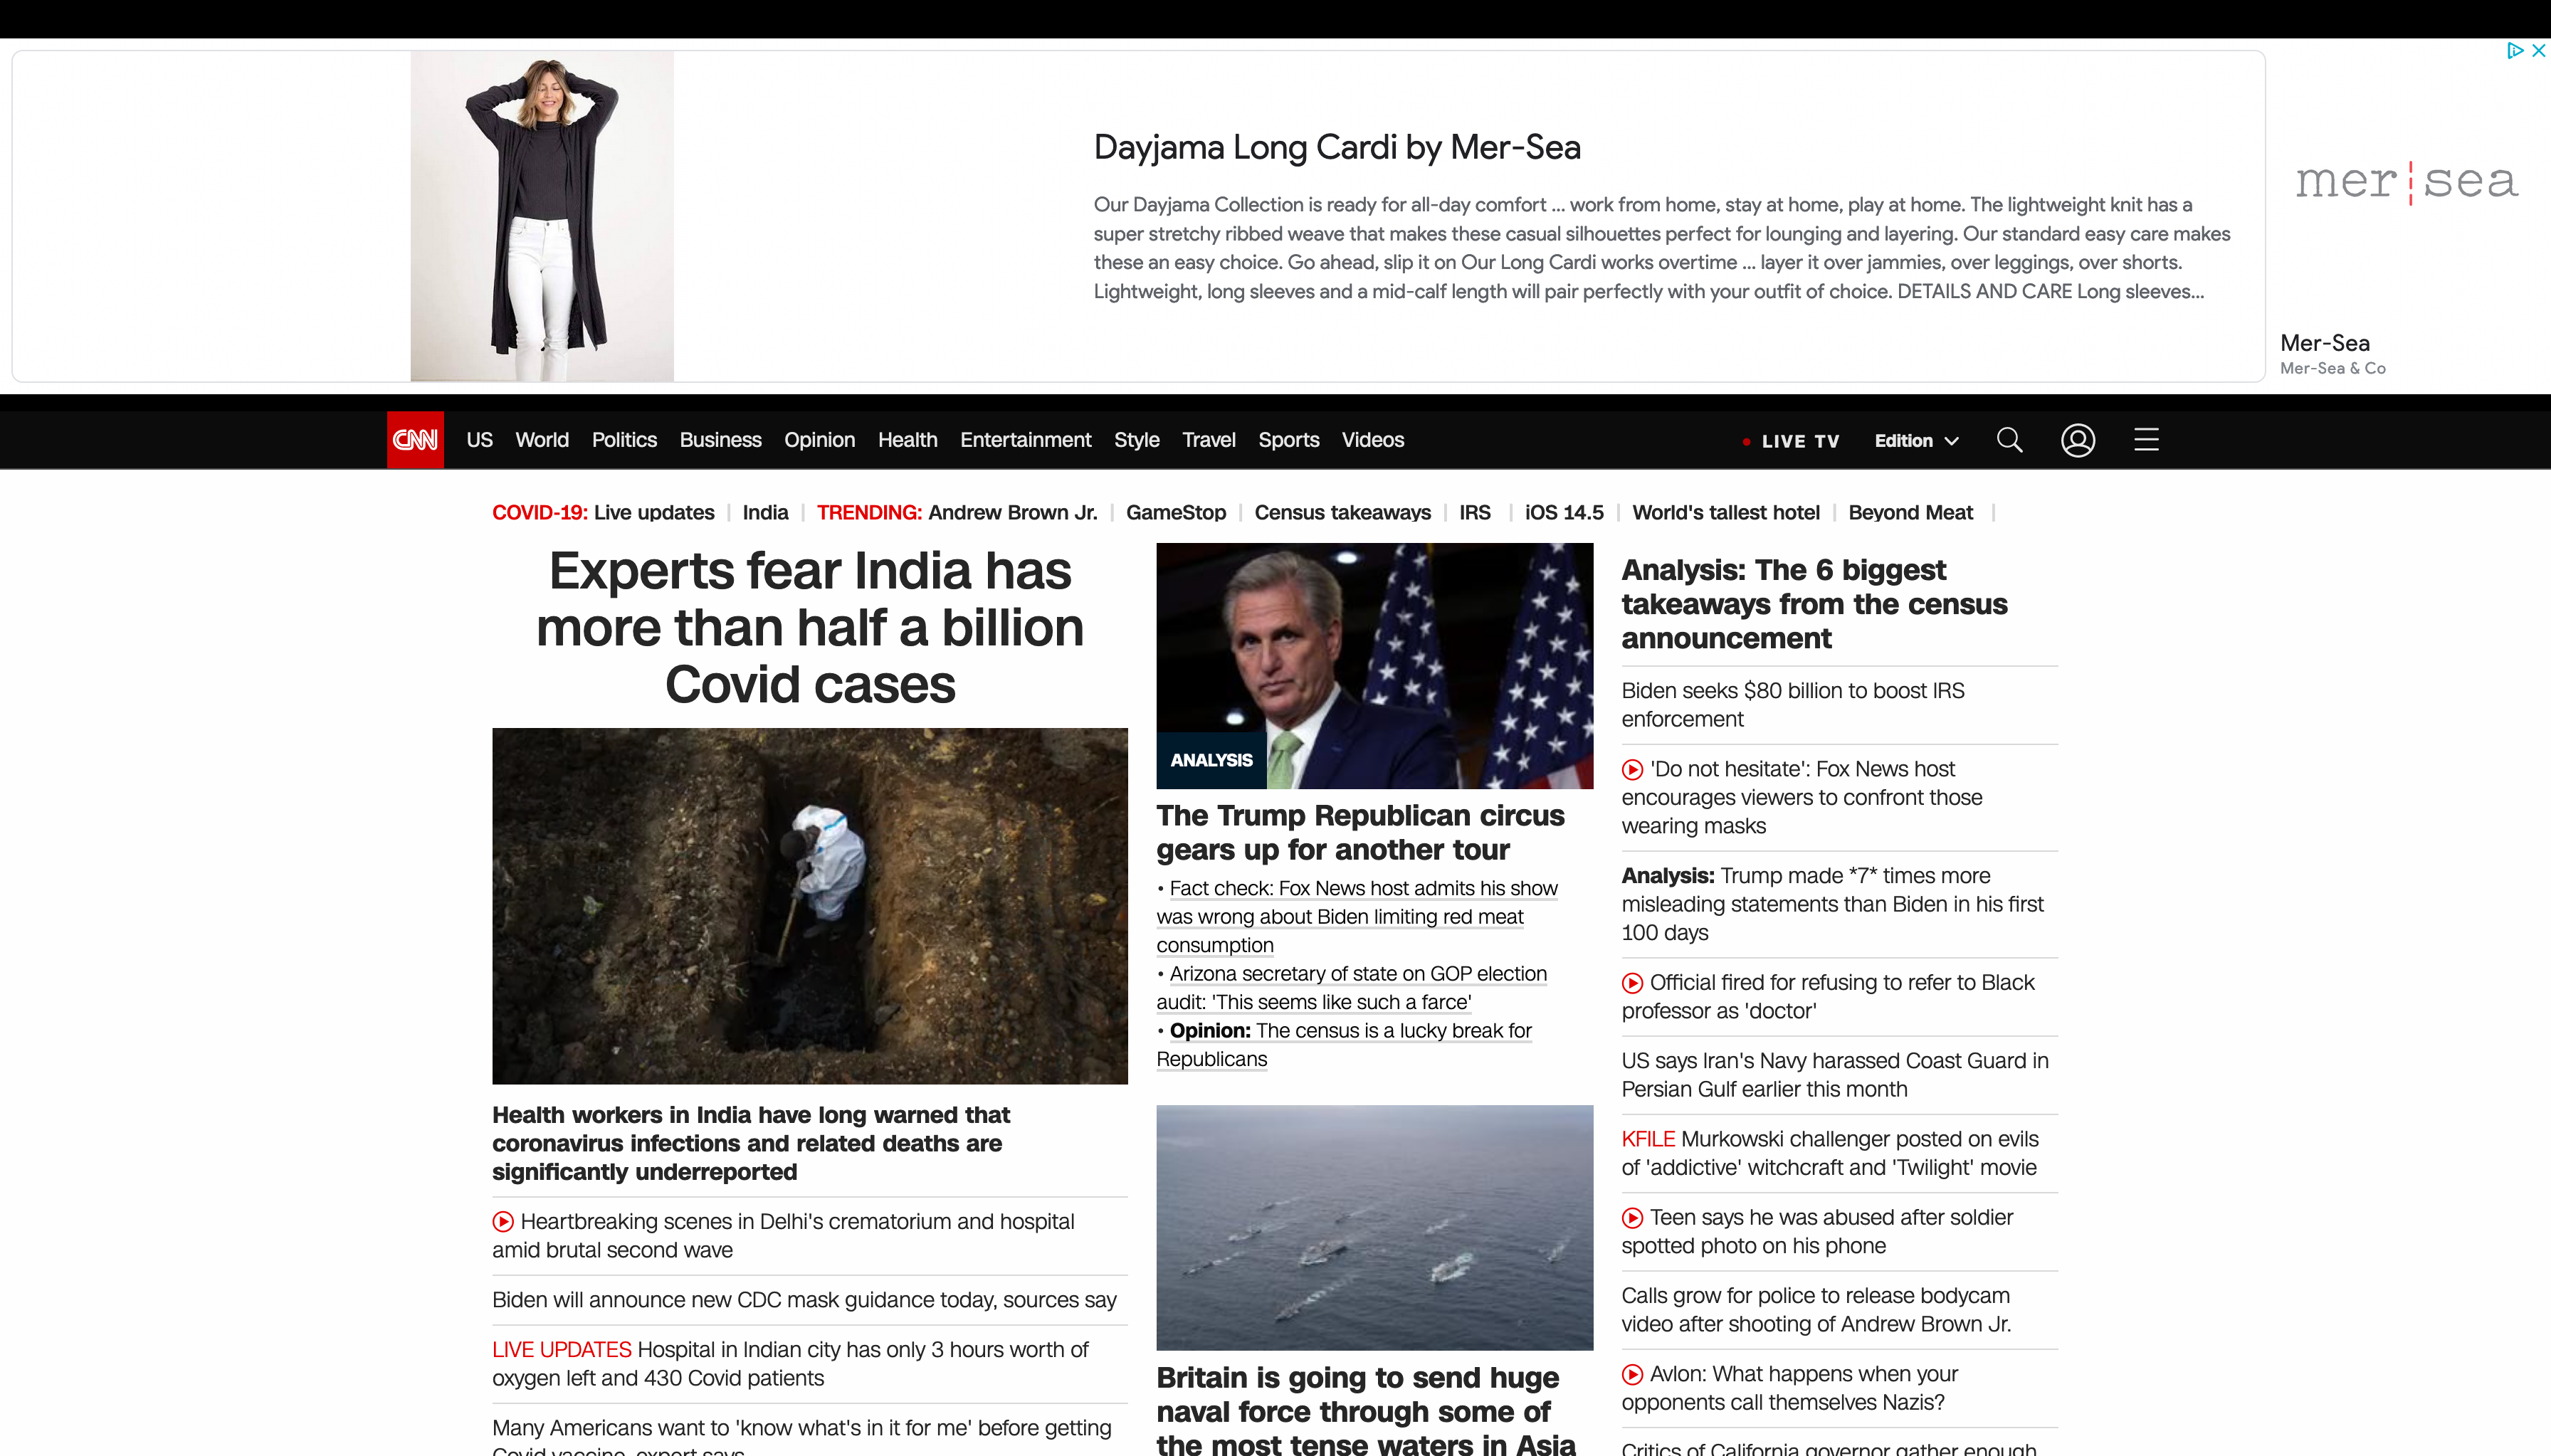 Dayjama Long Cardi by Mer-Sea
Our Dayjama Collection is ready for all-day comfort ... work from home, stay at home, play at home. The lightweight knit has a
super stretchy ribbed weave that makes these casual silhouettes perfect for lounging and layering. Our standard easy care makes
these an easy choice. Go ahead, slip it on Our Long Cardi works overtime ... layer it over jammies, over leggings, over shorts.
Lightweight, long sleeves and a mid-calf length will pair perfectly with your outfit of choice. DETAILS AND CARE Long sleeves...
mer sea
Mer-Sea
Mer-Sea & Co
CNN US World Politics Business Opinion Health Entertainment Style Travel Sports Videos LIVE TV Edition
COVID-19: Live updates | India | TRENDING: Andrew Brown Jr. | GameStop | Census takeaways | IRS | iOS 14.5 | World's tallest hotel | Beyond Meat |
Experts fear India has
more than half a billion
Covid cases
Health workers in India have long warned that
coronavirus infections and related deaths are
significantly underreported
Heartbreaking scenes in Delhi's crematorium and hospital
amid brutal second wave
Biden will announce new CDC mask guidance today, sources say
LIVE UPDATES Hospital in Indian city has only 3 hours worth of
oxygen left and 430 Covid patients
Many Americans want to 'know what's in it for me' before getting
Covid vaccine, expert says
ANALYSIS
The Trump Republican circus
gears up for another tour
• Fact check: Fox News host admits his show
was wrong about Biden limiting red meat
consumption
• Arizona secretary of state on GOP election
audit: 'This seems like such a farce'
• Opinion: The census is a lucky break for
Republicans
Britain is going to send huge
naval force through some of
the most tense waters in Asia
Analysis: The 6 biggest
takeaways from the census
announcement
Biden seeks $80 billion to boost IRS
enforcement
'Do not hesitate': Fox News host
encourages viewers to confront those
wearing masks
Analysis: Trump made *7* times more
misleading statements than Biden in his first
100 days
Official fired for refusing to refer to Black
professor as 'doctor'
US says Iran's Navy harassed Coast Guard in
Persian Gulf earlier this month
KFILE Murkowski challenger posted on evils
of 'addictive' witchcraft and 'Twilight' movie
Teen says he was abused after soldier
spotted photo on his phone
Calls grow for police to release bodycam
video after shooting of Andrew Brown Jr.
Avlon: What happens when your
opponents call themselves Nazis?
Critics of California governor gather enough